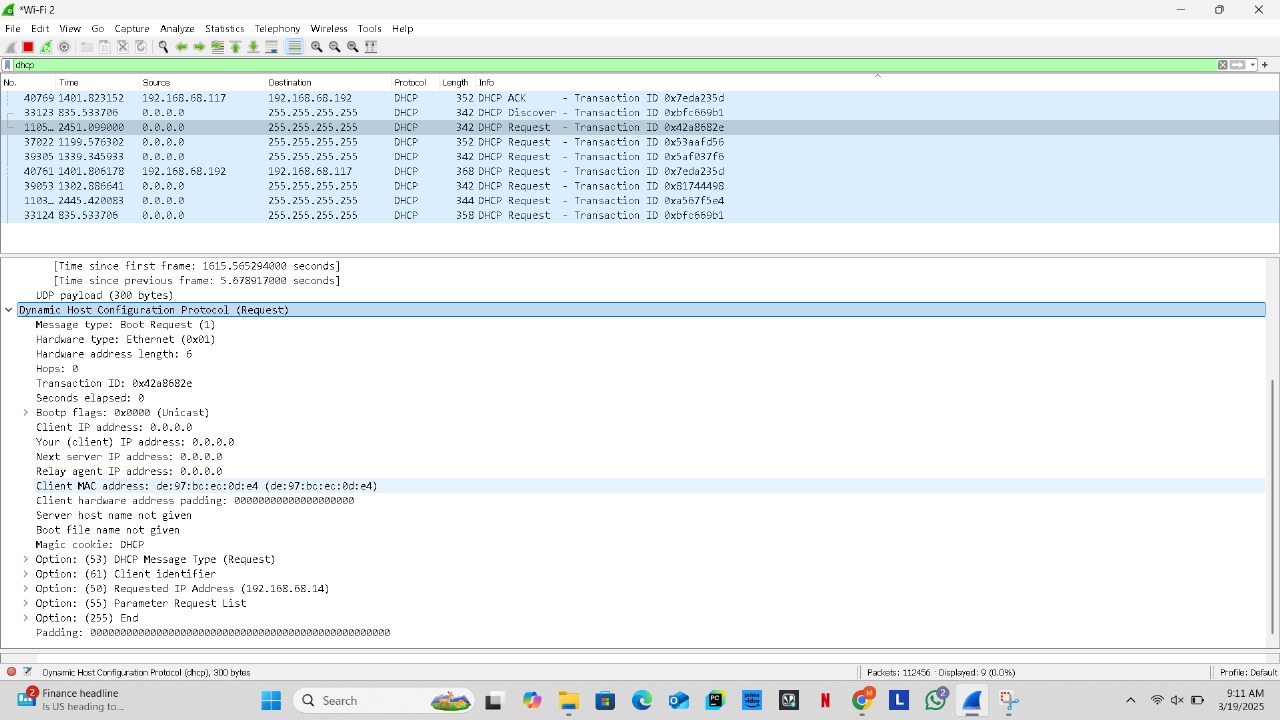 *Wi-Fi 2
File Edit View Go Capture Analyze Statistics Telephony Wireless Tools Help
dhcp
No. Time Source Destination Protocol Length Info
40769 1401.823152 192.168.68.117 192.168.68.192 DHCP 352 DHCP ACK - Transaction ID 0x7eda235d
33123 835.533706 0.0.0.0 255.255.255.255 DHCP 342 DHCP Discover - Transaction ID 0xbfc669b1
1105… 2451.099000 0.0.0.0 255.255.255.255 DHCP 342 DHCP Request - Transaction ID 0x42a8682e
37022 1199.576302 0.0.0.0 255.255.255.255 DHCP 352 DHCP Request - Transaction ID 0x53aafd56
39305 1339.345933 0.0.0.0 255.255.255.255 DHCP 342 DHCP Request - Transaction ID 0x5af037f6
40761 1401.806178 192.168.68.192 192.168.68.117 DHCP 368 DHCP Request - Transaction ID 0x7eda235d
39053 1302.886641 0.0.0.0 255.255.255.255 DHCP 342 DHCP Request - Transaction ID 0x81744498
1103… 2445.420083 0.0.0.0 255.255.255.255 DHCP 344 DHCP Request - Transaction ID 0xa567f5e4
33124 835.533706 0.0.0.0 255.255.255.255 DHCP 358 DHCP Request - Transaction ID 0xbfc669b1
[Time since first frame: 1615.565294000 seconds]
[Time since previous frame: 5.678917000 seconds]
UDP payload (300 bytes)
Dynamic Host Configuration Protocol (Request)
Message type: Boot Request (1)
Hardware type: Ethernet (0x01)
Hardware address length: 6
Hops: 0
Transaction ID: 0x42a8682e
Seconds elapsed: 0
Bootp flags: 0x0000 (Unicast)
Client IP address: 0.0.0.0
Your (client) IP address: 0.0.0.0
Next server IP address: 0.0.0.0
Relay agent IP address: 0.0.0.0
Client MAC address: de:97:bc:ec:0d:e4 (de:97:bc:ec:0d:e4)
Client hardware address padding: 00000000000000000000
Server host name not given
Boot file name not given
Magic cookie: DHCP
Option: (53) DHCP Message Type (Request)
Option: (61) Client identifier
Option: (50) Requested IP Address (192.168.68.14)
Option: (55) Parameter Request List
Option: (255) End
Padding: 00000000000000000000000000000000000000000000000000
Dynamic Host Configuration Protocol (dhcp), 300 bytes
Packets: 112456 · Displayed: 9 (0.0%)
Profile: Default
2
Finance headline
$AUS heading to...
Search
M
2
9:11 AM
3/19/2025